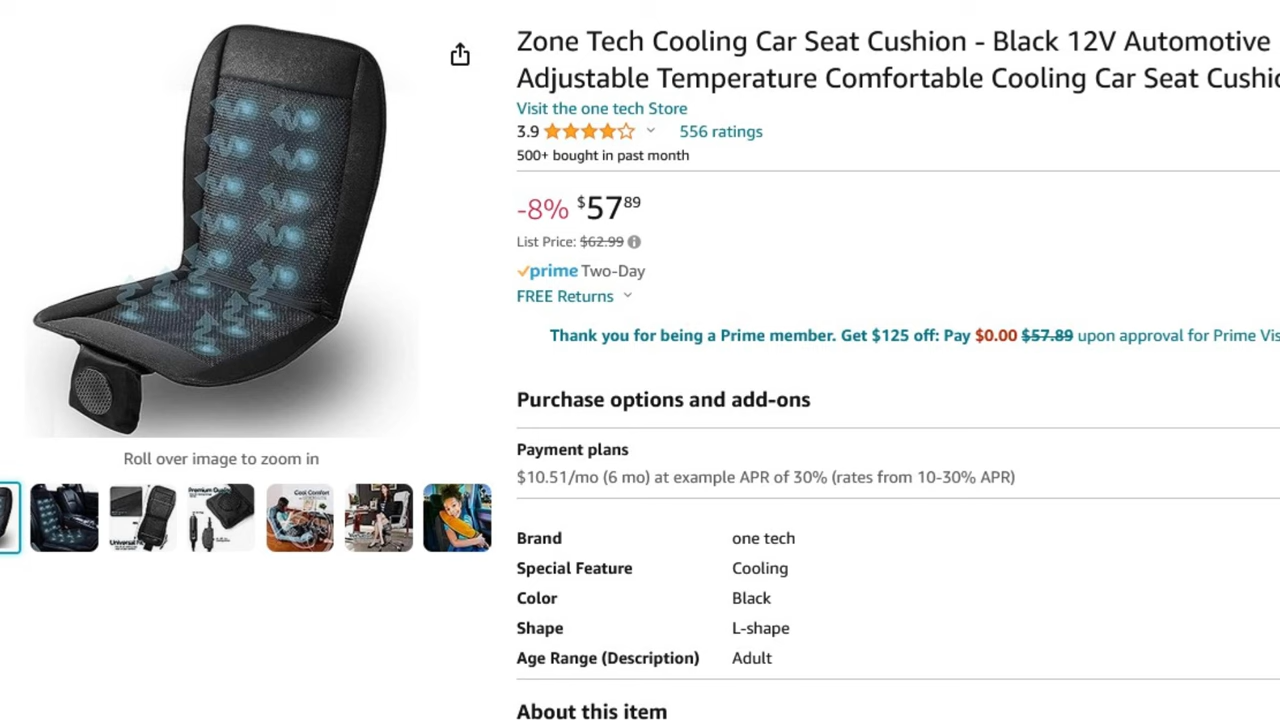 Zone Tech Cooling Car Seat Cushion - Black 12V Automotive
Adjustable Temperature Comfortable Cooling Car Seat
Visit the one tech Store
3.9
556 ratings
500+ bought in past month
-8% $57 89
List Price: $62.99
prime Two-Day
FREE Returns
Thank you for being a Prime member. Get $125 off: Pay $0.00 $57.89 upon approval for Prime
Purchase options and add-ons
Payment plans
$10.51/mo (6 mo) at example APR of 30% (rates from 10-30% APR)
Brand one tech
Special Feature Cooling
Color Black
Shape L-shape
Age Range (Description) Adult
About this item
Roll over image to zoom in
Premium
Cool Comfort